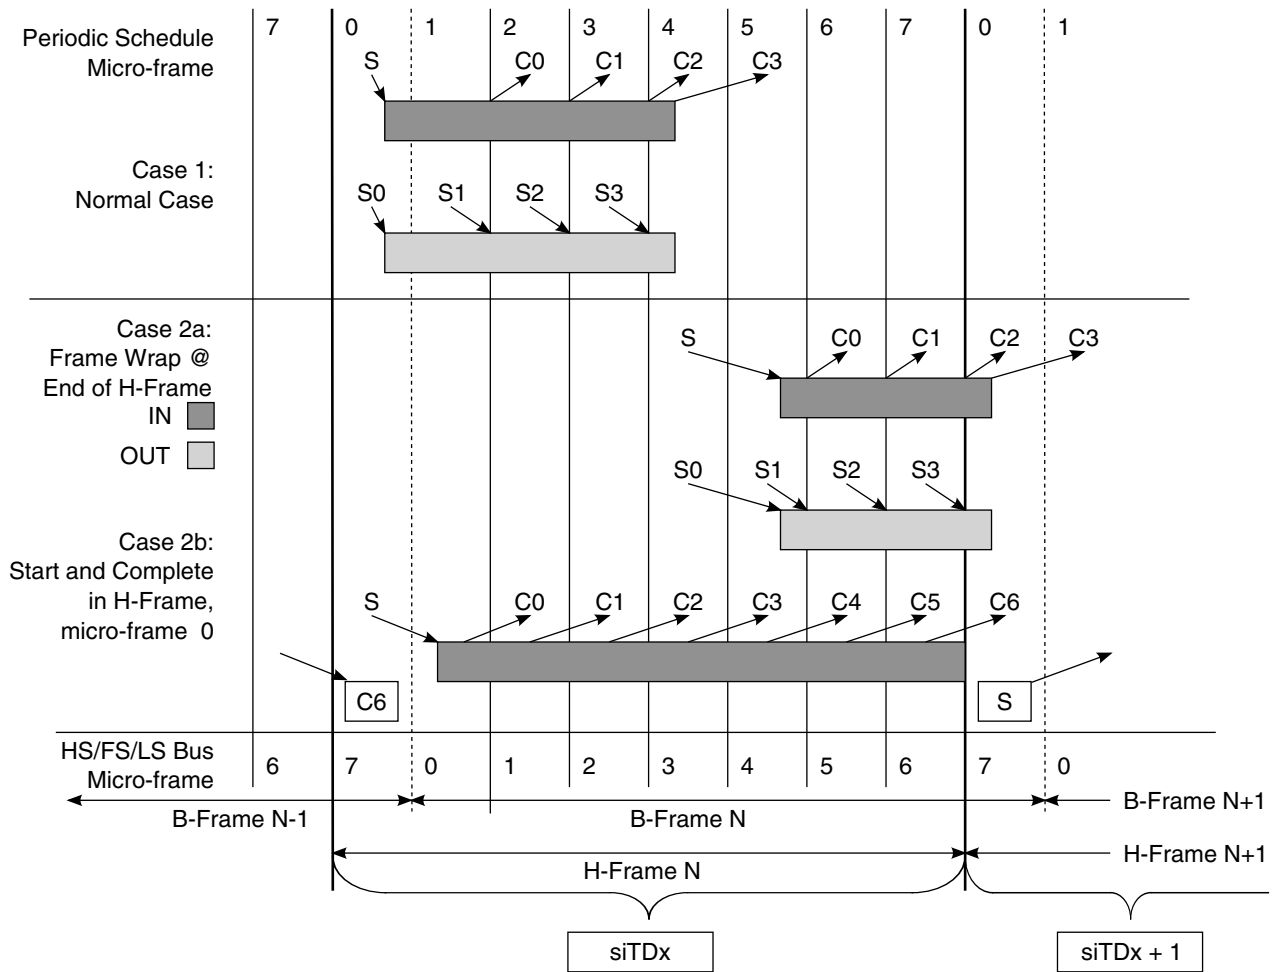 7 0 1 2 3 4 5 6 7 0 1
Periodic Schedule
Micro-frame
S C0 C1 C2 C3
Case 1:
Normal Case
S0 S1 S2 S3
Case 2a:
Frame Wrap @
End of H-Frame
S C0 C1 C2 C3
IN
OUT
S0 S1 S2 S3
Case 2b:
Start and Complete
in H-Frame,
micro-frame 0
S C0 C1 C2 C3 C4 C5 C6
C6
S
HS/FS/LS Bus
Micro-frame
6 7 0 1 2 3 4 5 6 7 0
B-Frame N-1
B-Frame N
B-Frame N+1
H-Frame N
H-Frame N+1
siTDx
siTDx + 1